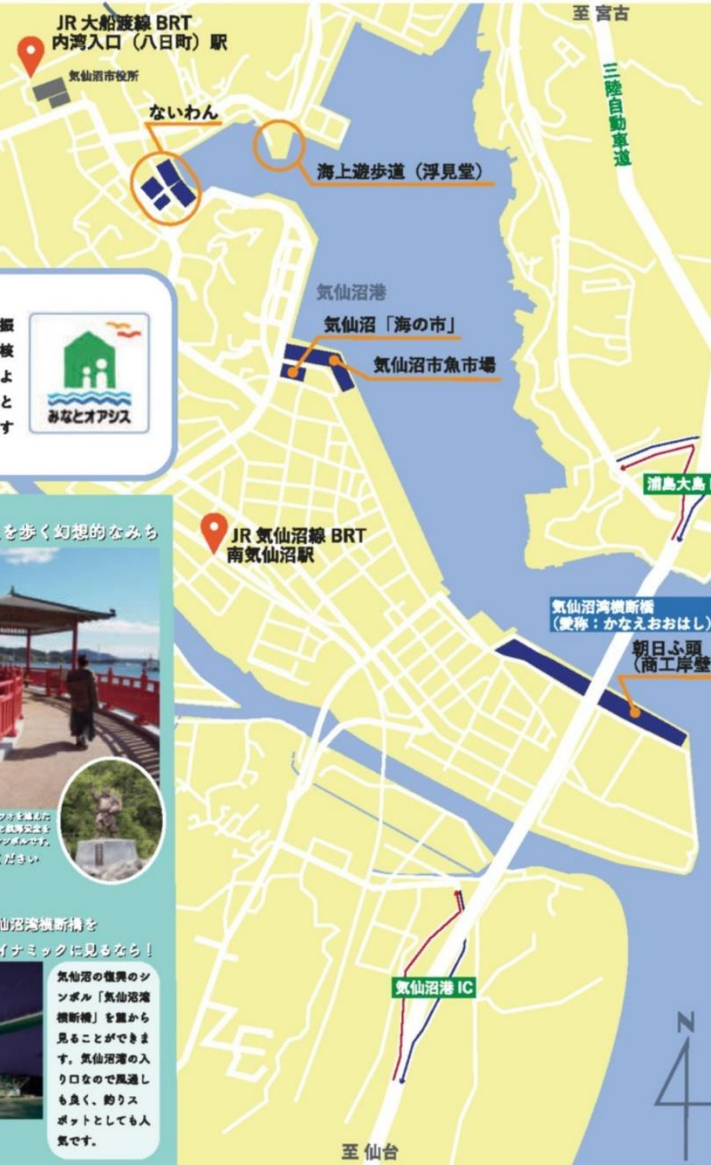 JR 大船渡線 BRT
内湾入口（八日町）駅
気仙沼市役所
至 宮古
三陸自動車道
ないわん
海上遊歩道（浮見堂）
気仙沼港
気仙沼「海の市」
気仙沼市魚市場
振
核
よ
と
す
みなとオアシス
浦島大島 I
JR 気仙沼線 BRT
南気仙沼駅
を歩く幻想的なみち
気仙沼湾横断橋
（愛称：かなえおおはし）
朝日ふ頭
（商工岸壁
ください
仙沼湾横断橋を
イナミックに見るなら！
気仙沼の復興のシ
ンボル「気仙沼湾
横断橋」を麓から
見ることができま
す。気仙沼湾の入
り口なので風通し
も良く、釣りス
ポットとしても人
気です。
気仙沼港 IC
N
至 仙台